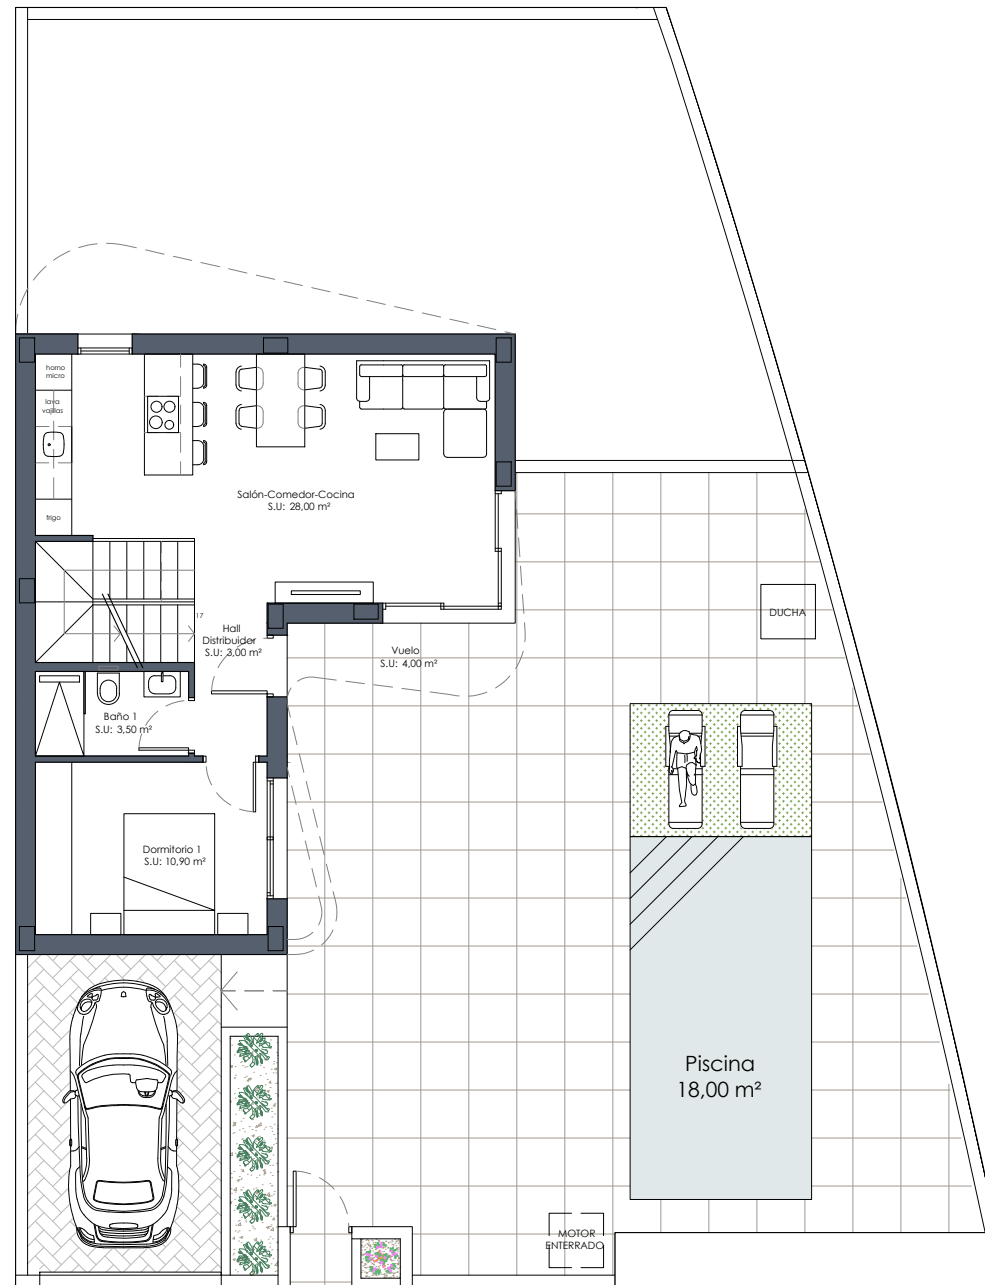 horno
micro
lava
vajillas
frigo
Salón-Comedor-Cocina
S.U: 28,00 m²
17
Hall
Distribuidor
S.U: 3,00 m²
Vuelo
S.U: 4,00 m²
DUCHA
Baño 1
S.U: 3,50 m²
Dormitorio 1
S.U: 10,90 m²
Piscina
18,00 m²
MOTOR
ENTERRADO